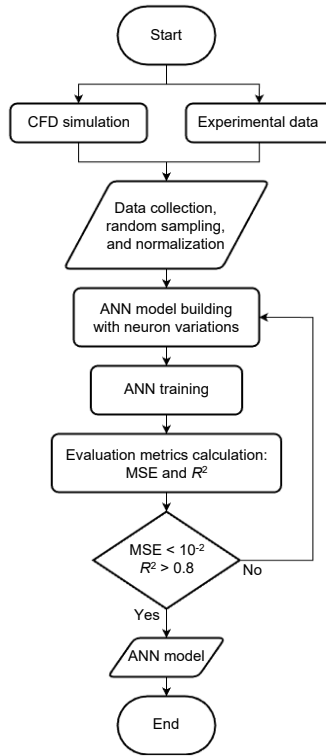 Start
CFD simulation
Experimental data
Data collection,
random sampling,
and normalization
ANN model building
with neuron variations
ANN training
Evaluation metrics calculation:
MSE and R²
MSE < 10⁻²
R² > 0.8
No
Yes
ANN model
End